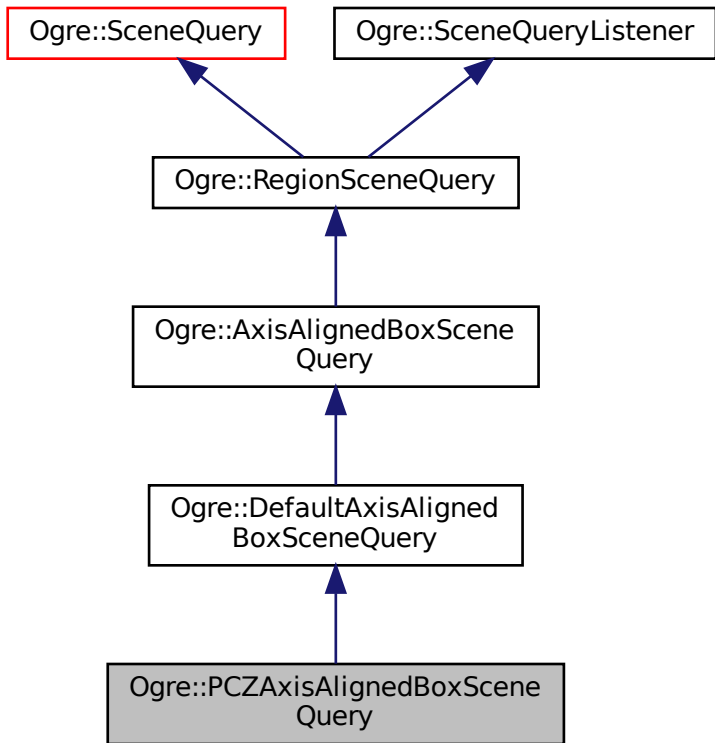 Ogre::SceneQuery
Ogre::SceneQueryListener
Ogre::RegionSceneQuery
Ogre::AxisAlignedBoxScene
Query
Ogre::DefaultAxisAligned
BoxSceneQuery
Ogre::PCZAxisAlignedBoxScene
Query